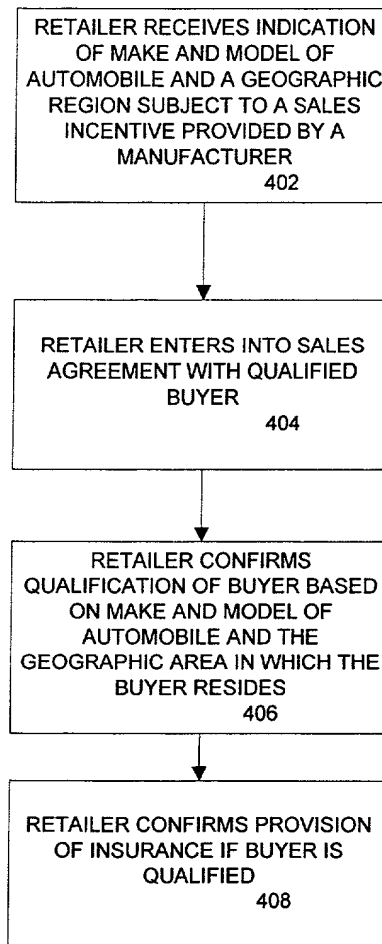 RETAILER RECEIVES INDICATION
OF MAKE AND MODEL OF
AUTOMOBILE AND A GEOGRAPHIC
REGION SUBJECT TO A SALES
INCENTIVE PROVIDED BY A
MANUFACTURER
402
RETAILER ENTERS INTO SALES
AGREEMENT WITH QUALIFIED
BUYER
404
RETAILER CONFIRMS
QUALIFICATION OF BUYER BASED
ON MAKE AND MODEL OF
AUTOMOBILE AND THE
GEOGRAPHIC AREA IN WHICH THE
BUYER RESIDES
406
RETAILER CONFIRMS PROVISION
OF INSURANCE IF BUYER IS
QUALIFIED
408